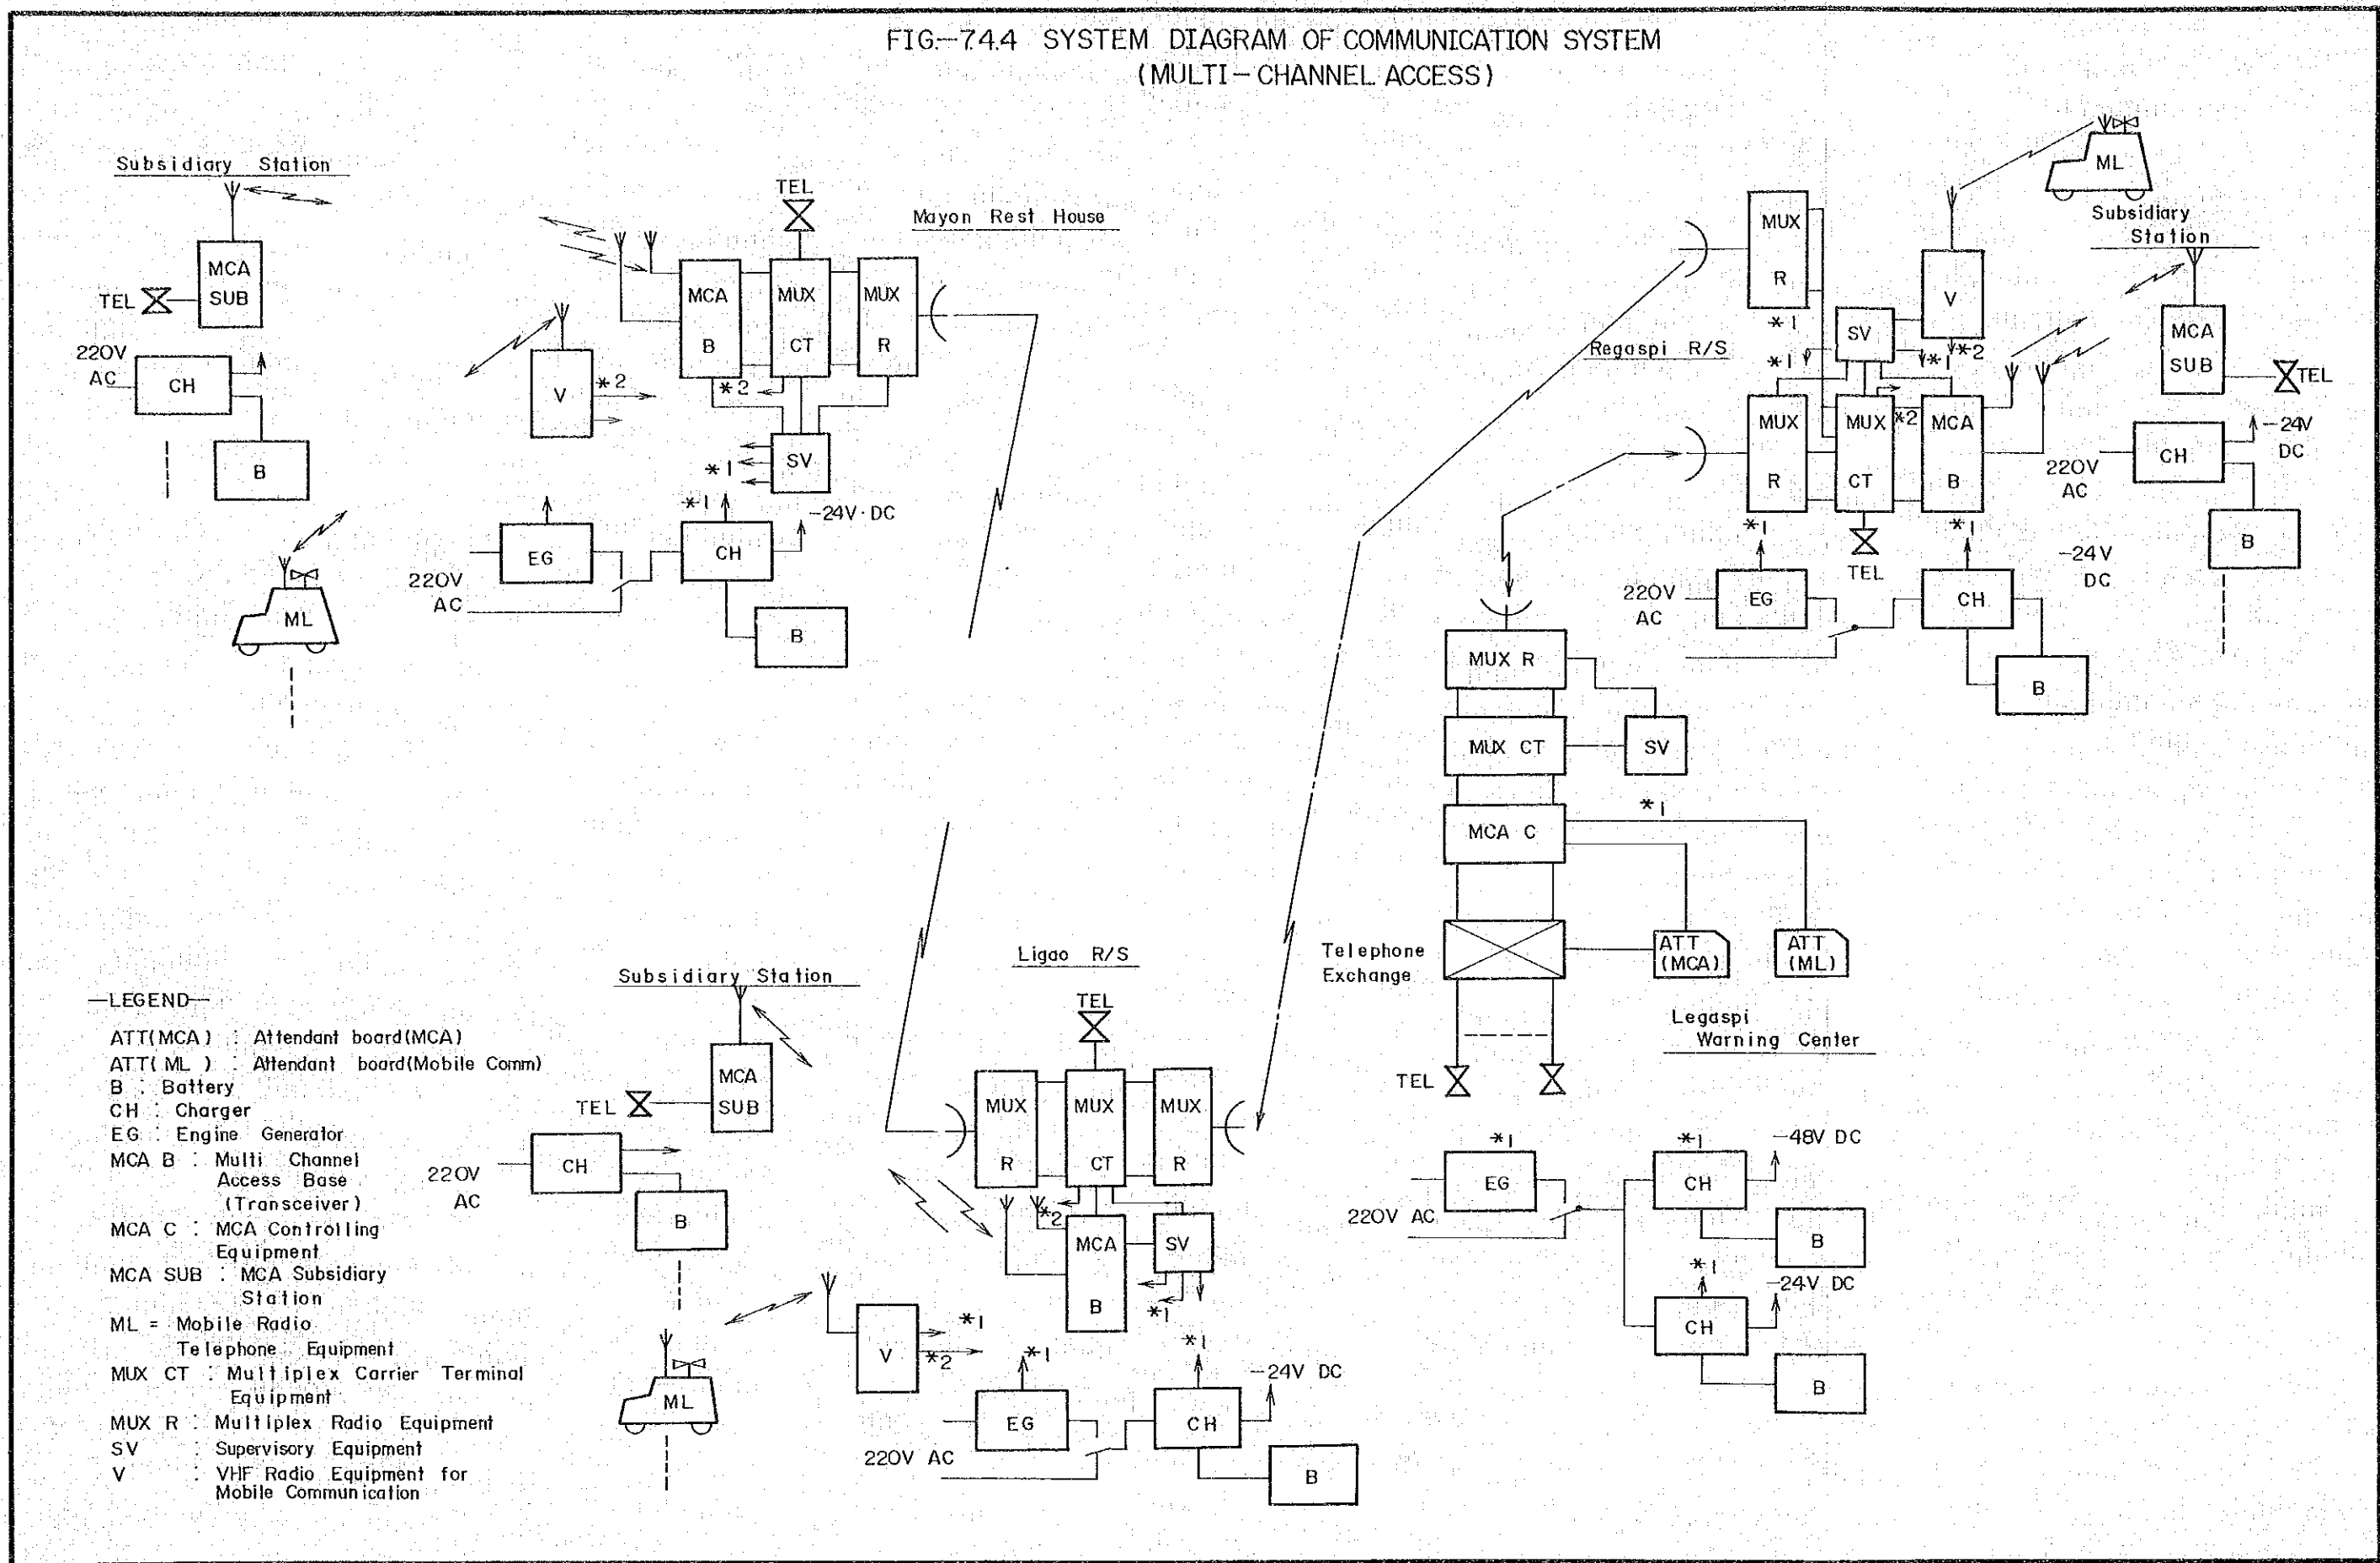 FIG.-7.4.4 SYSTEM DIAGRAM OF COMMUNICATION SYSTEM
(MULTI-CHANNEL ACCESS)
Subsidiary Station
MCA
SUB
TEL
220V
AC
CH
B
ML
TEL
Mayon Rest House
MCA
B
MUX
CT
MUX
R
V
*2
*2
SV
*1
*1
-24V·DC
EG
CH
220V
AC
B
ML
Subsidiary
Station
MUX
R
*1
V
SV
Regaspi R/S
*1
*1
*2
MCA
SUB
TEL
MUX
R
MUX
CT
*2
MCA
B
-24V
DC
CH
220V
AC
B
*1
*1
TEL
-24V
DC
220V
AC
EG
CH
B
MUX R
MUX CT
SV
*1
MCA C
Telephone
Exchange
ATT
(MCA)
ATT
(ML)
Legaspi
Warning Center
TEL
*1
*1
-48V DC
EG
CH
220V AC
B
*1
-24V DC
CH
B
Ligao R/S
TEL
MUX
R
MUX
CT
MUX
R
*2
MCA
B
SV
*1
V
*1
*2
*1
*1
-24V DC
EG
CH
220V AC
B
Subsidiary Station
MCA
SUB
TEL
CH
220V
AC
B
ML
—LEGEND—
ATT(MCA) : Attendant board(MCA)
ATT( ML ) : Attendant board(Mobile Comm)
B : Battery
CH : Charger
EG : Engine Generator
MCA B : Multi Channel
Access Base
(Transceiver)
MCA C : MCA Controlling
Equipment
MCA SUB : MCA Subsidiary
Station
ML = Mobile Radio
Telephone Equipment
MUX CT : Multiplex Carrier Terminal
Equipment
MUX R : Multiplex Radio Equipment
SV : Supervisory Equipment
V : VHF Radio Equipment for
Mobile Communication